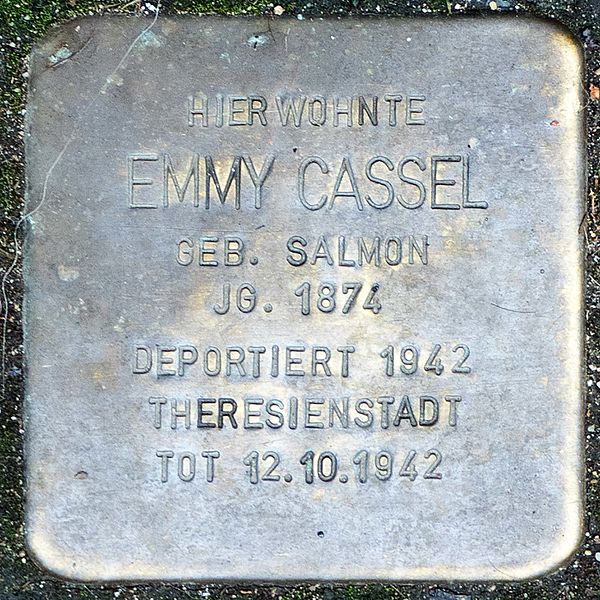 HIER WOHNTE
EMMY CASSEL
GEB. SALMON
JG. 1874
DEPORTIERT 1942
THERESIENSTADT
TOT 12.10.1942